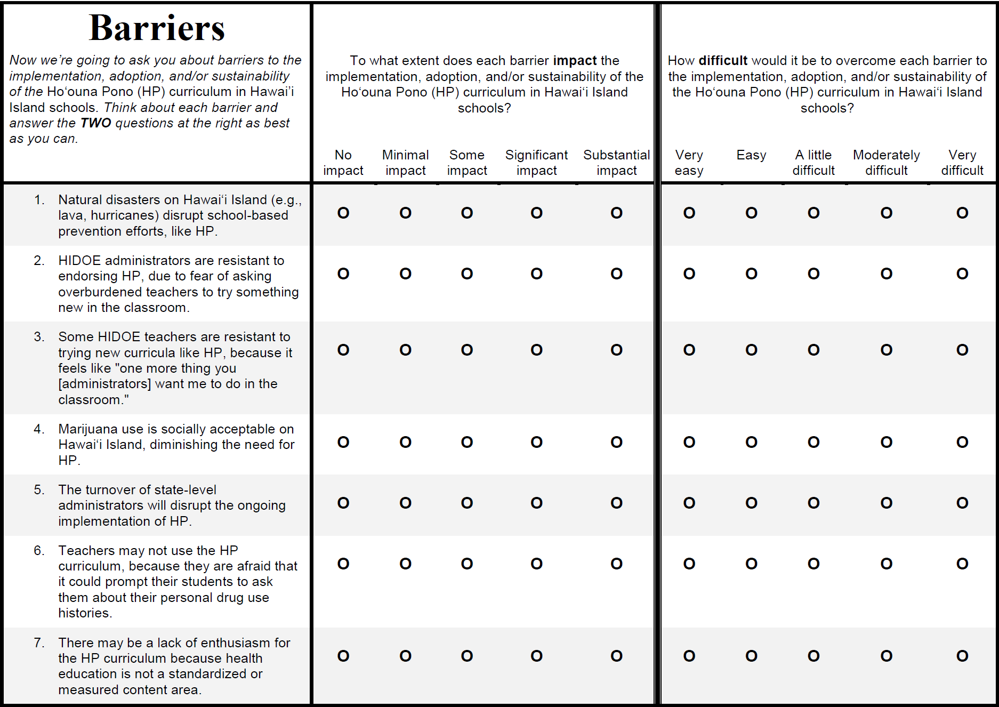 Barriers
Now we’re going to ask you about barriers to the
implementation, adoption, and/or sustainability
of the Hoʻouna Pono (HP) curriculum in Hawai’i
Island schools. Think about each barrier and
answer the TWO questions at the right as best
as you can.
To what extent does each barrier impact the
implementation, adoption, and/or sustainability of the
Hoʻouna Pono (HP) curriculum in Hawaiʻi Island
schools?
No
impact
Minimal
impact
Some
impact
Significant
impact
Substantial
impact
How difficult would it be to overcome each barrier to
the implementation, adoption, and/or sustainability of
the Hoʻouna Pono (HP) curriculum in Hawaiʻi Island
schools?
Very
easy
Easy
A little
difficult
Moderately
difficult
Very
difficult
1. Natural disasters on Hawaiʻi Island (e.g.,
lava, hurricanes) disrupt school-based
prevention efforts, like HP.
O O O O O O O O O O
2. HIDOE administrators are resistant to
endorsing HP, due to fear of asking
overburdened teachers to try something
new in the classroom.
O O O O O O O O O O
3. Some HIDOE teachers are resistant to
trying new curricula like HP, because it
feels like "one more thing you
[administrators] want me to do in the
classroom."
O O O O O O O O O O
4. Marijuana use is socially acceptable on
Hawaiʻi Island, diminishing the need for
HP.
O O O O O O O O O O
5. The turnover of state-level
administrators will disrupt the ongoing
implementation of HP.
O O O O O O O O O O
6. Teachers may not use the HP
curriculum, because they are afraid that
it could prompt their students to ask
them about their personal drug use
histories.
O O O O O O O O O O
7. There may be a lack of enthusiasm for
the HP curriculum because health
education is not a standardized or
measured content area.
O O O O O O O O O O